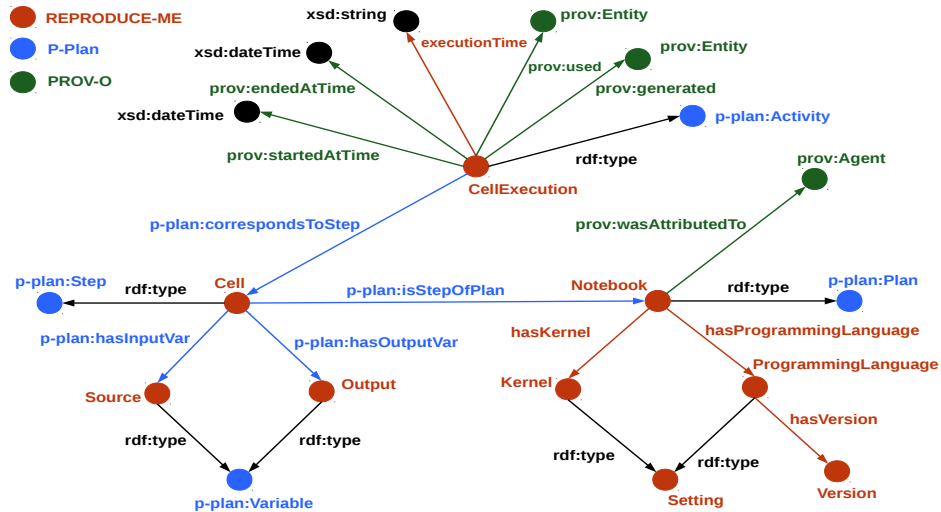 REPRODUCE-ME
P-Plan
PROV-O
xsd:string
prov:Entity
executionTime
xsd:dateTime
prov:Entity
prov:used
prov:endedAtTime
prov:generated
xsd:dateTime
p-plan:Activity
prov:startedAtTime
rdf:type
prov:Agent
CellExecution
p-plan:correspondsToStep
prov:wasAttributedTo
p-plan:Step
rdf:type
Cell
p-plan:isStepOfPlan
Notebook
rdf:type
p-plan:Plan
p-plan:hasInputVar
p-plan:hasOutputVar
hasKernel
hasProgrammingLanguage
Source
Output
Kernel
ProgrammingLanguage
rdf:type
rdf:type
hasVersion
rdf:type
rdf:type
p-plan:Variable
Setting
Version